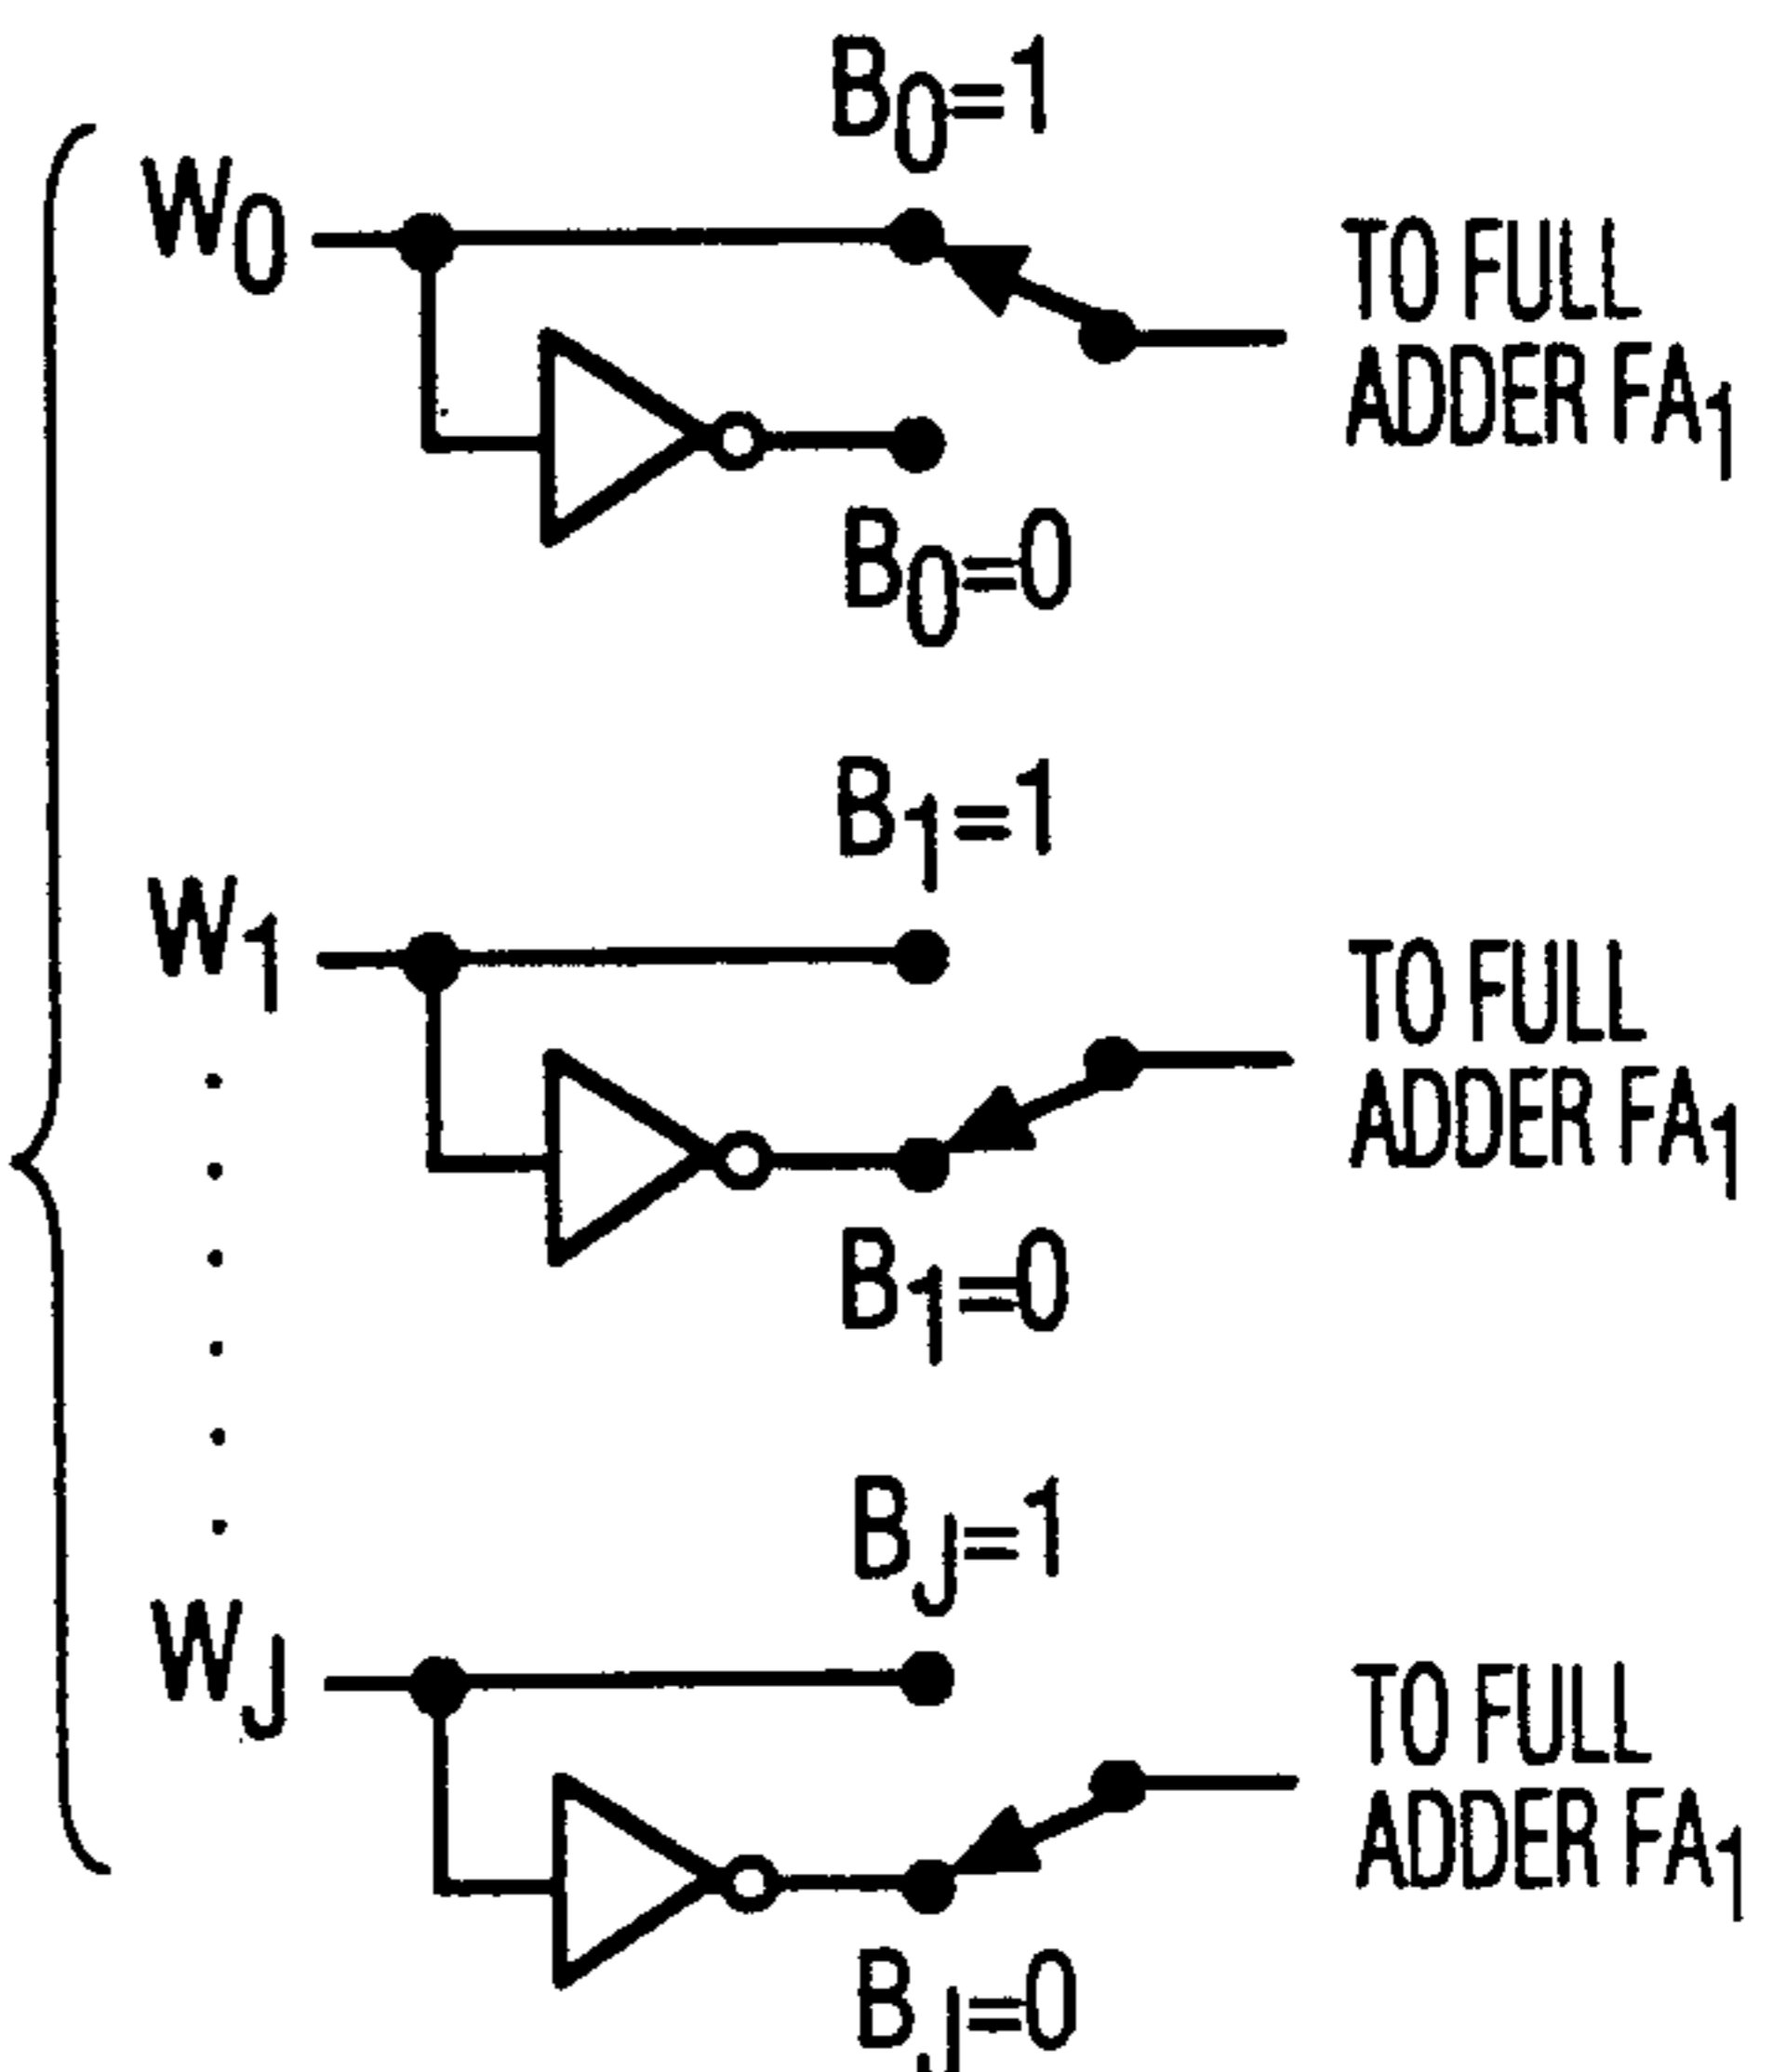 B0=1
W0
TO FULL
ADDER FA1
B0=0
B1=1
W1
TO FULL
ADDER FA1
B1=0
BJ=1
WJ
TO FULL
ADDER FA1
BJ=0